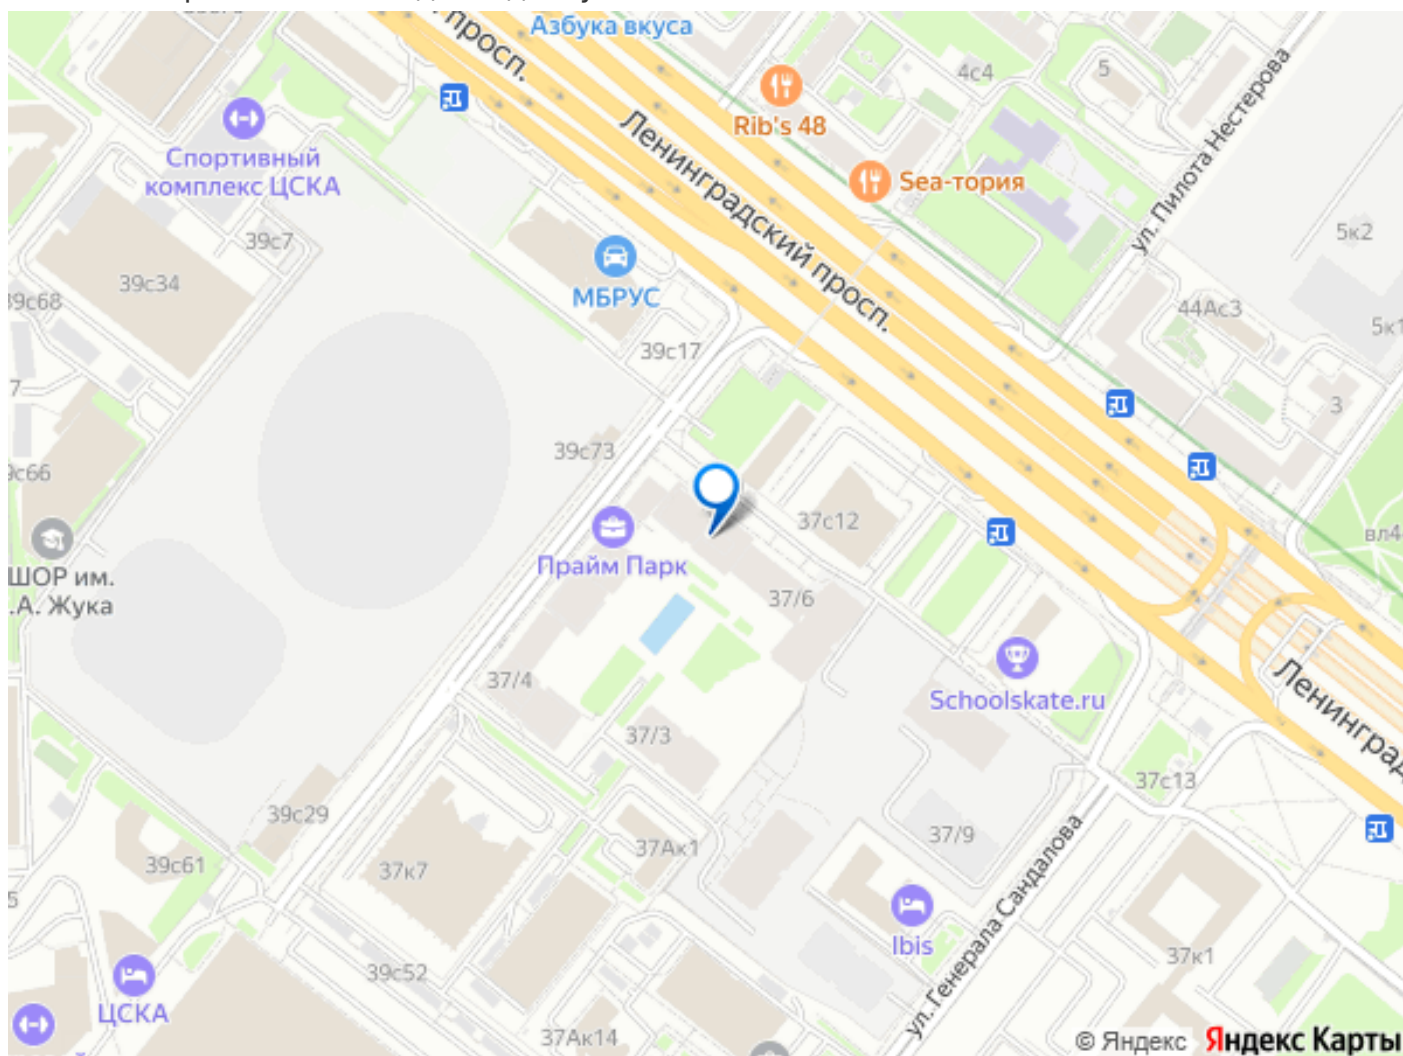 Азбука вкуса
просп.
4с4
5
Rib's 48
ул. Пилота Нестерова
Спортивный
комплекс ЦСКА
Ленинградский просп.
Sea-тория
39с7
5к2
39с34
МБРУС
44Ас3
39с17
3
39с73
37с12
вл4
Прайм Парк
ШОР им.
.А. Жука
37/6
37/4
Schoolskate.ru
Ленинград
37/3
37с13
39с29
37/9
37Ак1
39с61
37к7
ул. Генерала Сандалова
Ibis
37к1
39с52
ЦСКА
37Ак14
© Яндекс Яндекс Карты